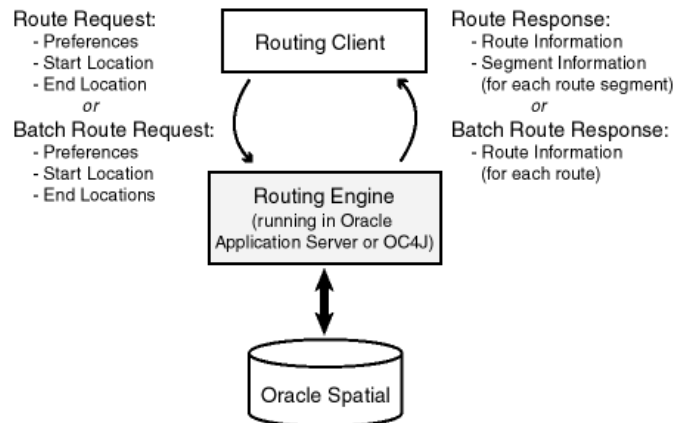 Route Request:
- Preferences
- Start Location
- End Location
or
Batch Route Request:
- Preferences
- Start Location
- End Locations
Routing Client
Route Response:
- Route Information
- Segment Information
(for each route segment)
or
Batch Route Response:
- Route Information
(for each route)
Routing Engine
(running in Oracle
Application Server or OC4J)
Oracle Spatial